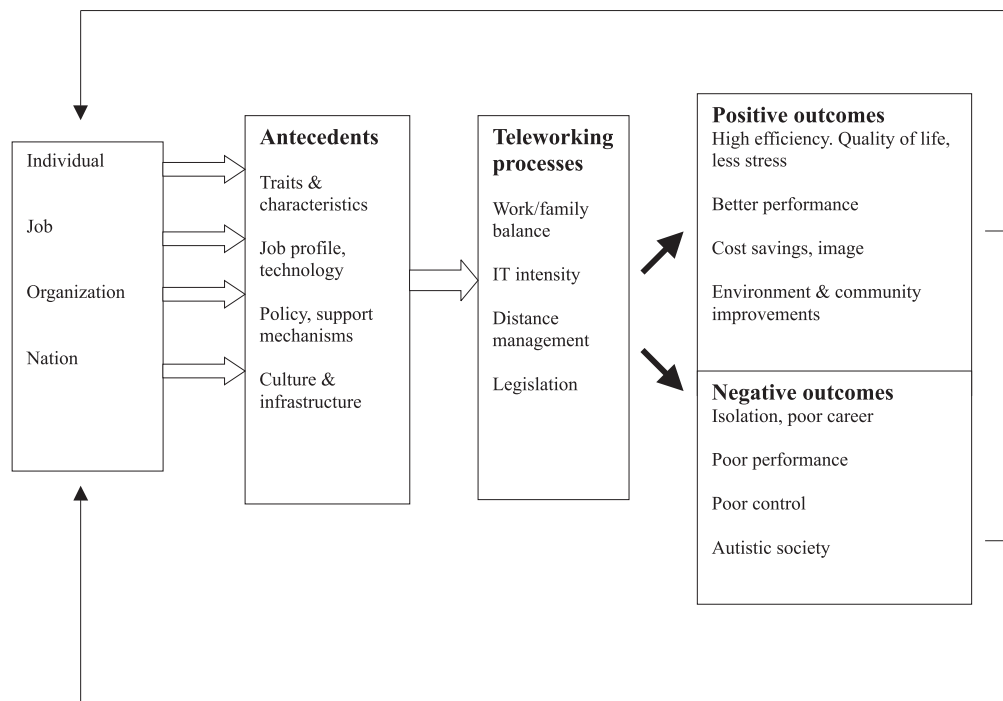 Individual
Job
Organization
Nation
Antecedents
Traits &
characteristics
Job profile,
technology
Policy, support
mechanisms
Culture &
infrastructure
Teleworking
processes
Work/family
balance
IT intensity
Distance
management
Legislation
Positive outcomes
High efficiency. Quality of life,
less stress
Better performance
Cost savings, image
Environment & community
improvements
Negative outcomes
Isolation, poor career
Poor performance
Poor control
Autistic society